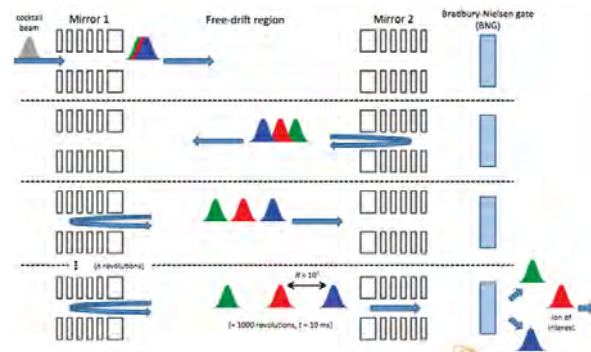 cocktail
beam
Mirror 1
Free-drift region
Mirror 2
Bradbury-Nielsen gate
(BNG)
(n revolutions)
(≈ 1000 revolutions, t = 10 ms)
ion of
interest